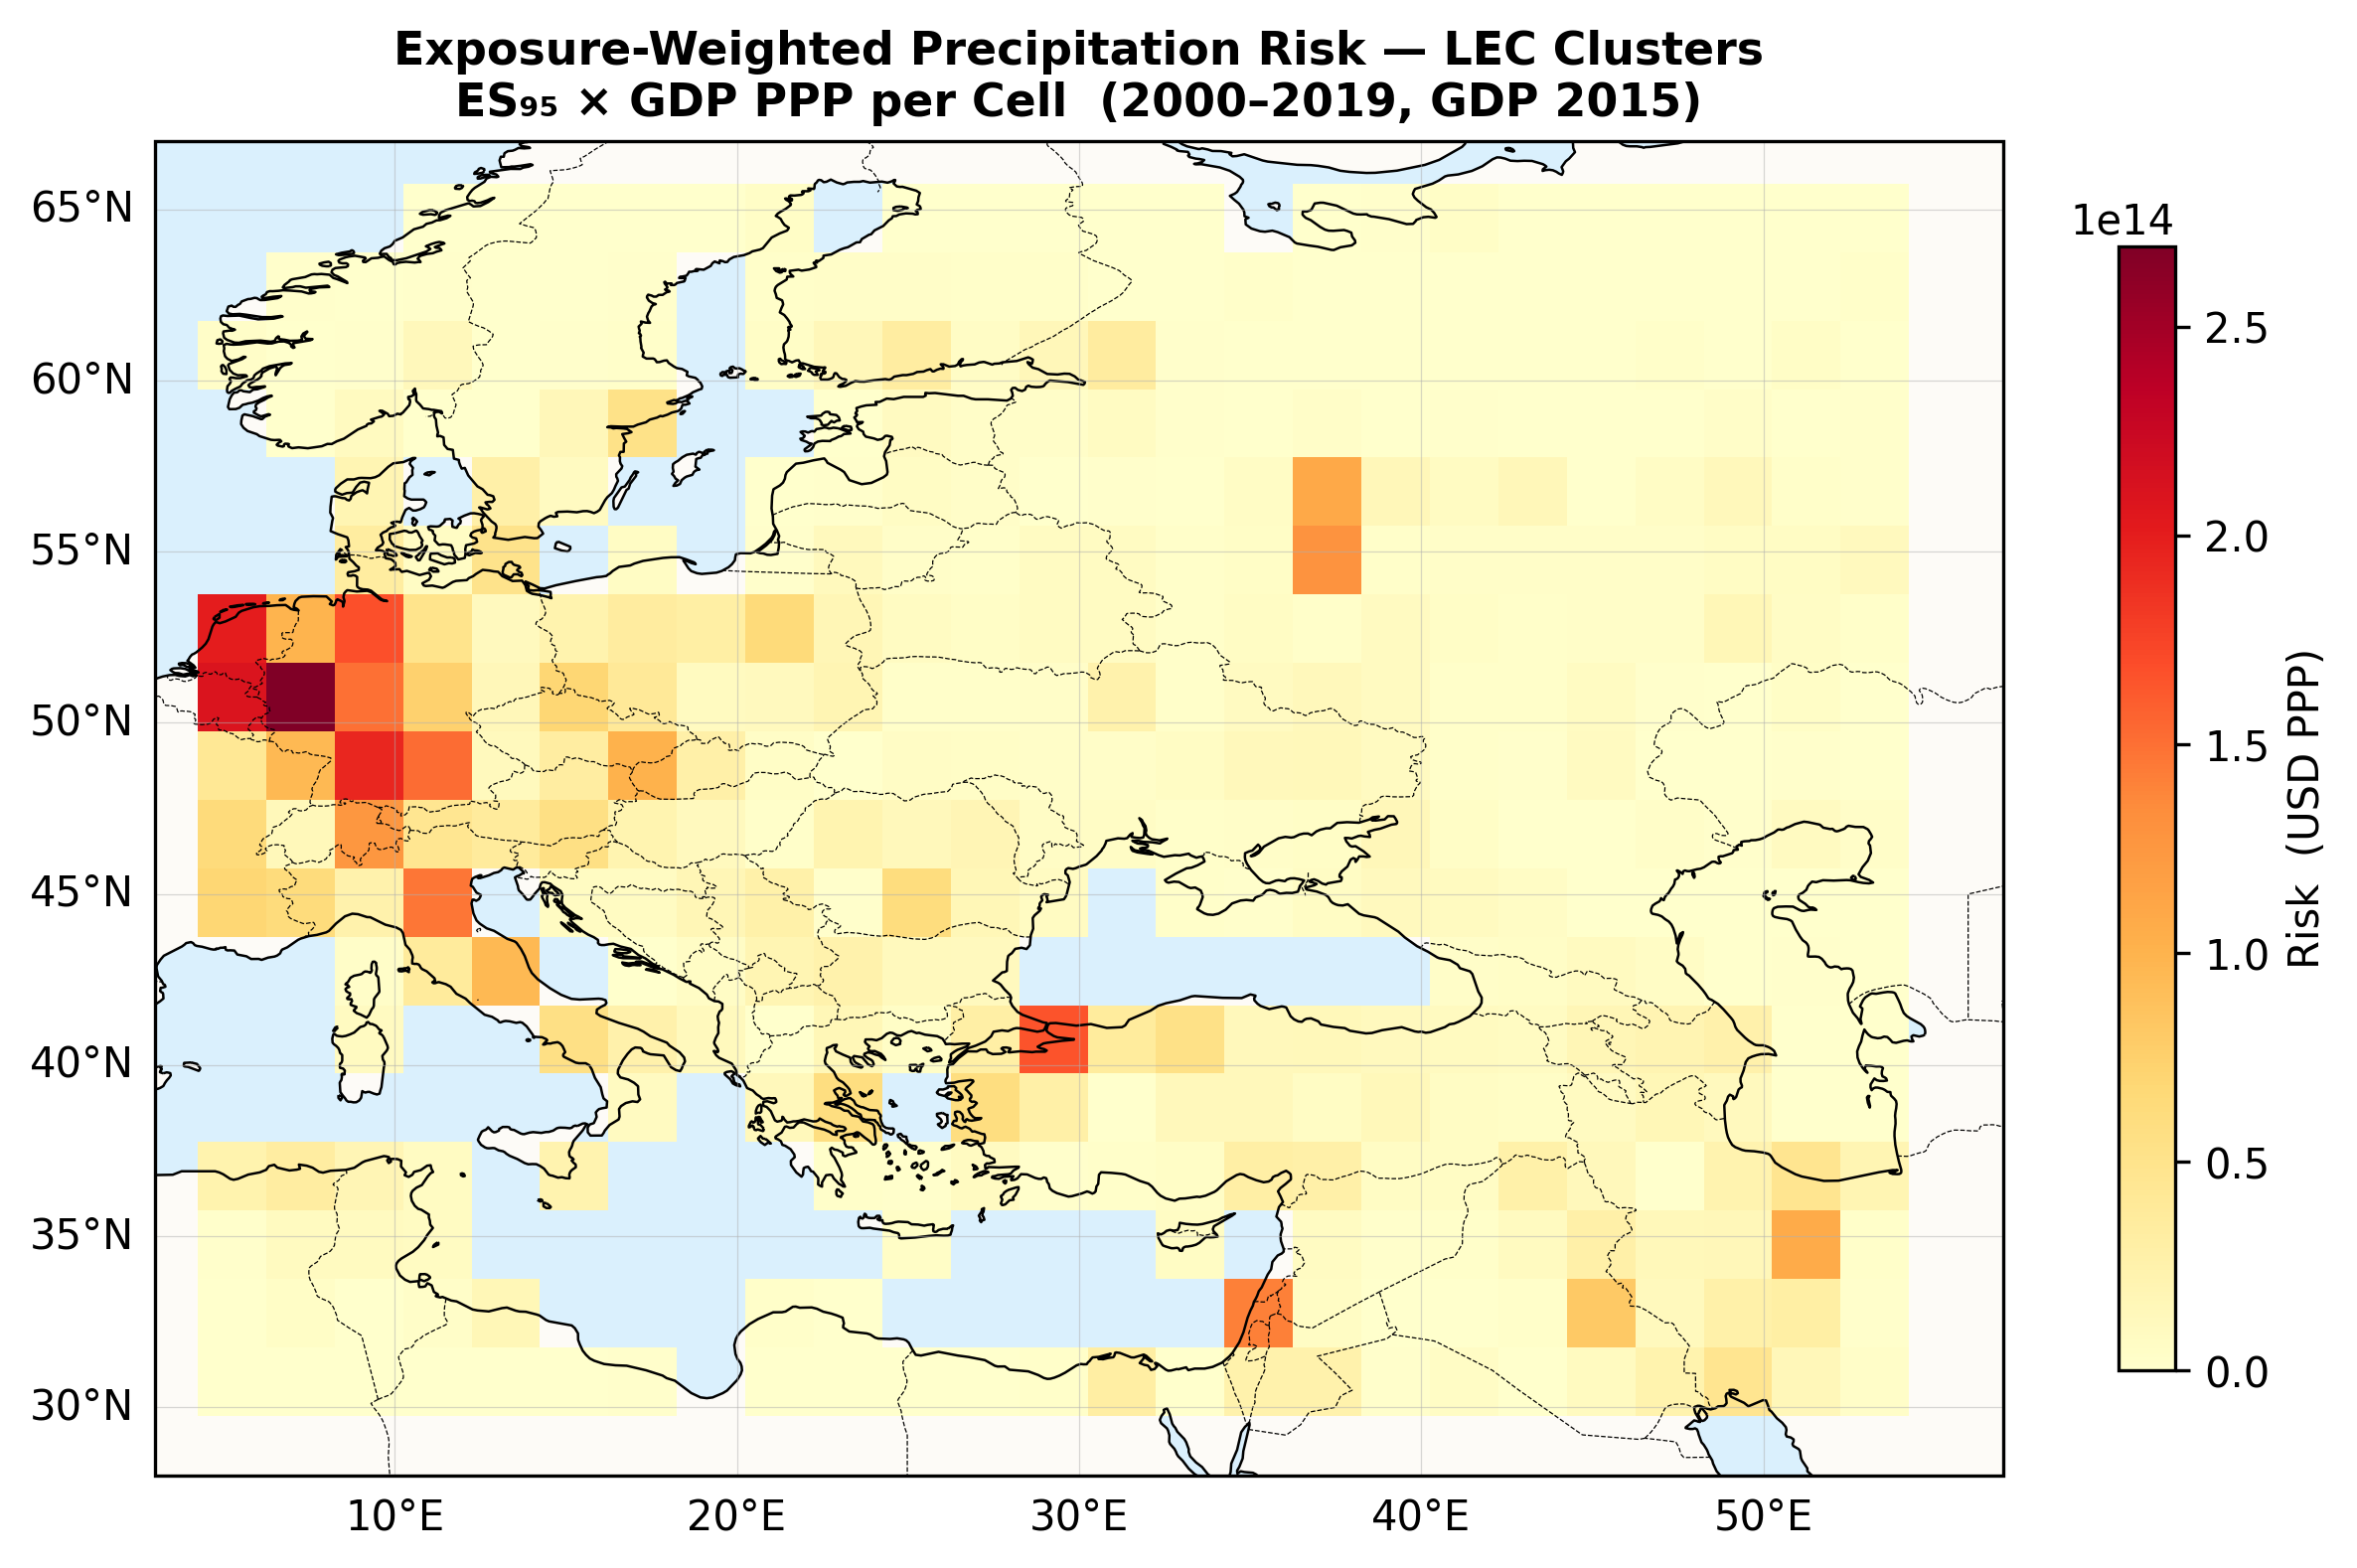 Exposure-Weighted Precipitation Risk — LEC Clusters
ES₉₅ × GDP PPP per Cell (2000–2019, GDP 2015)
1e14
65°N
60°N
55°N
50°N
45°N
40°N
35°N
30°N
10°E
20°E
30°E
40°E
50°E
2.5
2.0
1.5
1.0
0.5
0.0
Risk (USD PPP)